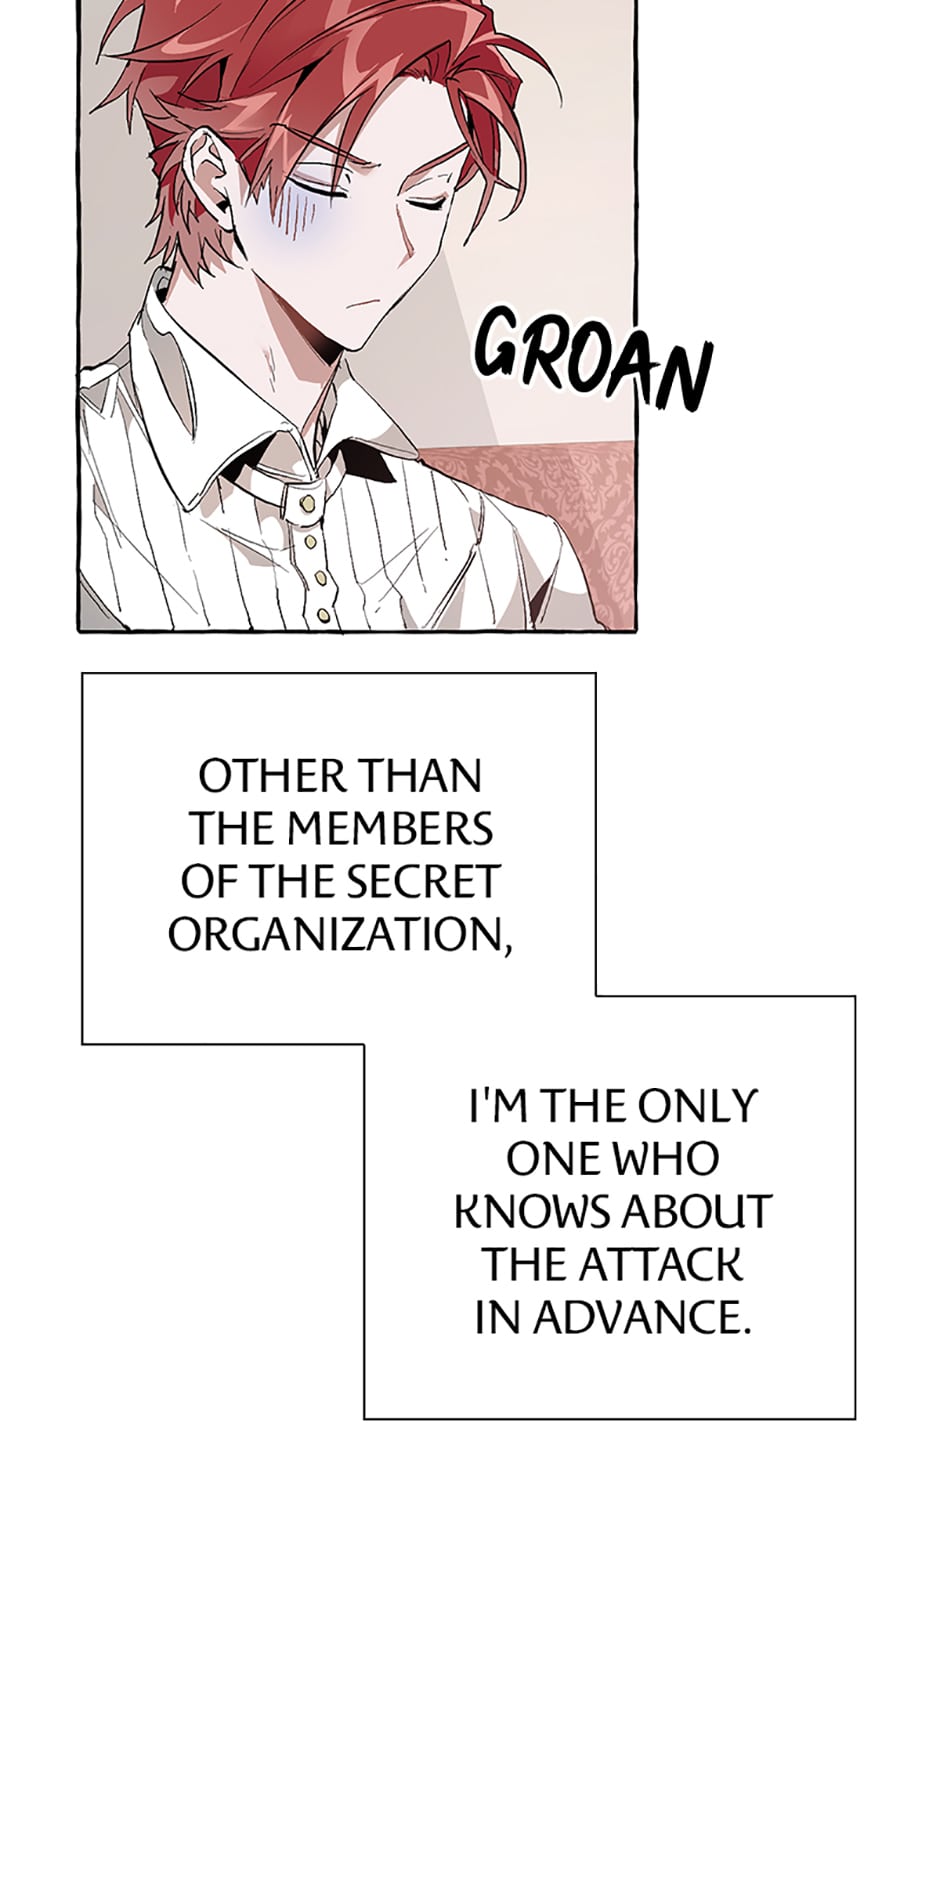 GROAN
OTHER THAN
THE MEMBERS
OF THE SECRET
ORGANIZATION,
I'M THE ONLY
ONE WHO
KNOWS ABOUT
THE ATTACK
IN ADVANCE.